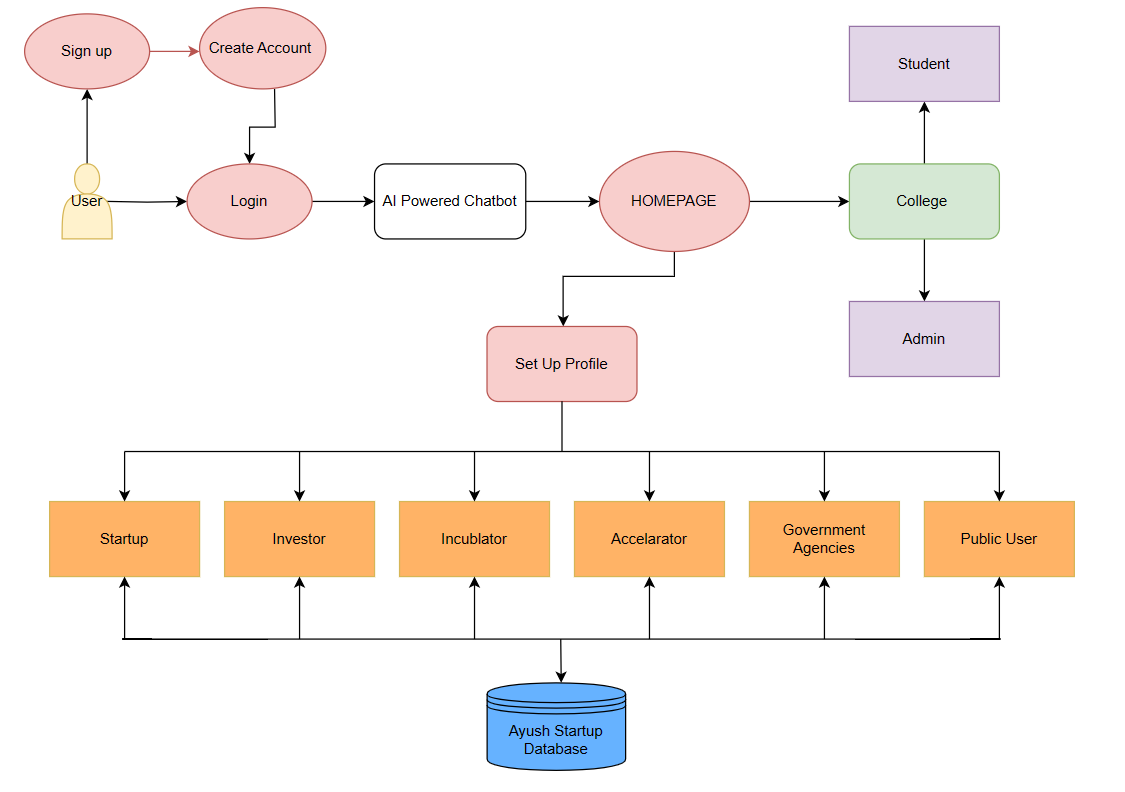 Sign up
Create Account
Student
User
Login
AI Powered Chatbot
HOMEPAGE
College
Admin
Set Up Profile
Startup
Investor
Incublator
Accelarator
Government
Agencies
Public User
Ayush Startup
Database